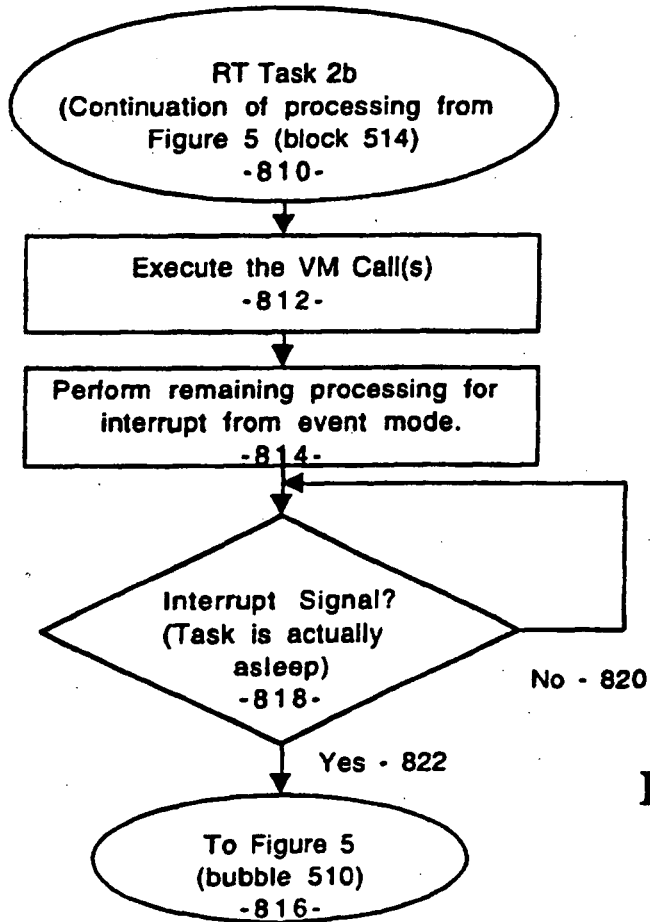 RT Task 2b
(Continuation of processing from
Figure 5 (block 514)
-810-
Execute the VM Call(s)
-812-
Perform remaining processing for
interrupt from event mode.
-814-
Interrupt Signal?
(Task is actually
asleep)
-818-
No - 820
Yes - 822
To Figure 5
(bubble 510)
-816-